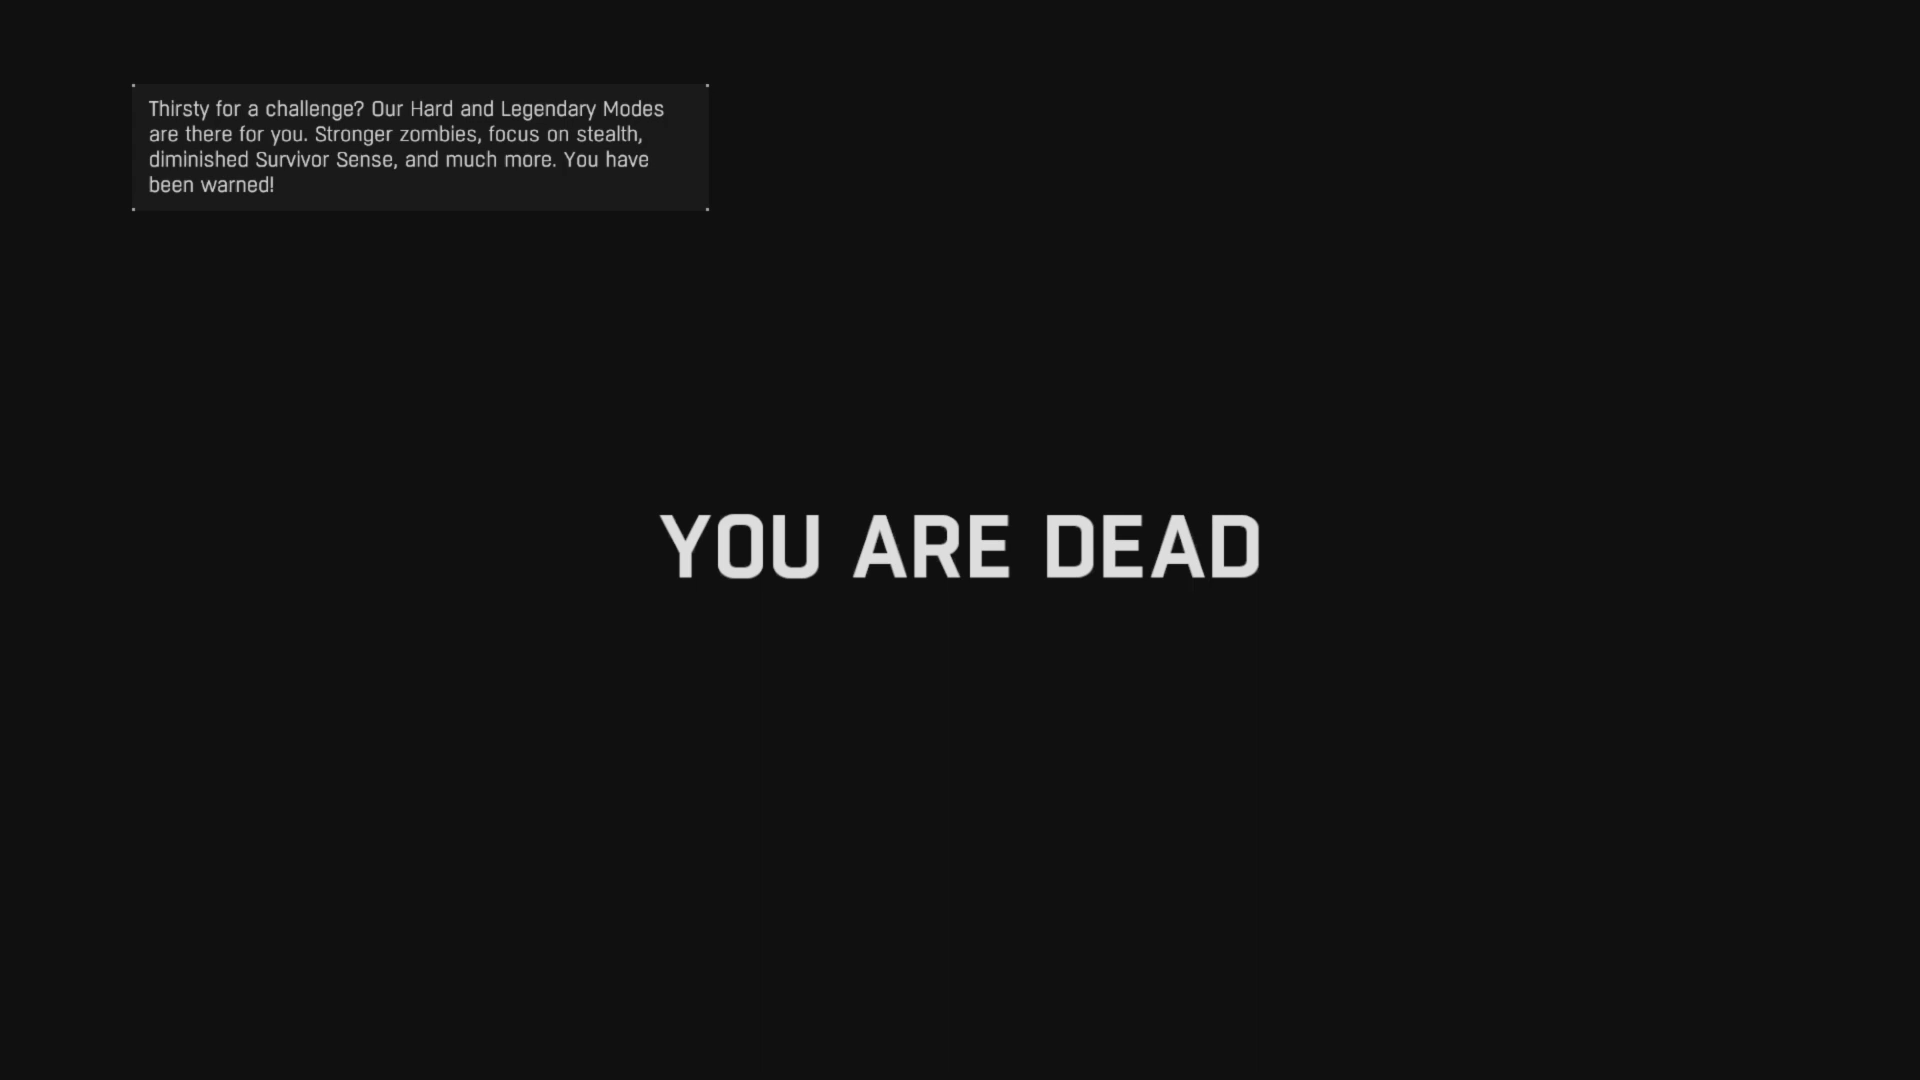 Thirsty for a challenge? Our Hard and Legendary Modes
are there for you. Stronger zombies, focus on stealth,
diminished Survivor Sense, and much more. You have
been warned!
YOU ARE DEAD